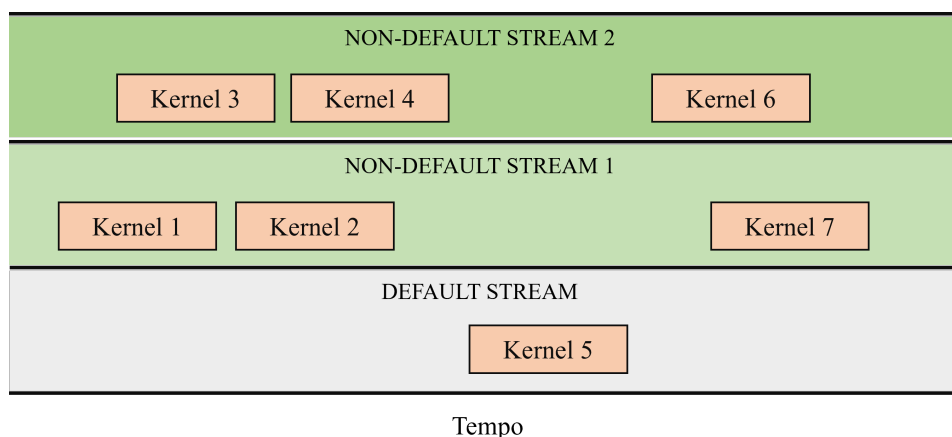 NON-DEFAULT STREAM 2
Kernel 3 Kernel 4 Kernel 6
NON-DEFAULT STREAM 1
Kernel 1 Kernel 2 Kernel 7
DEFAULT STREAM
Kernel 5
Tempo